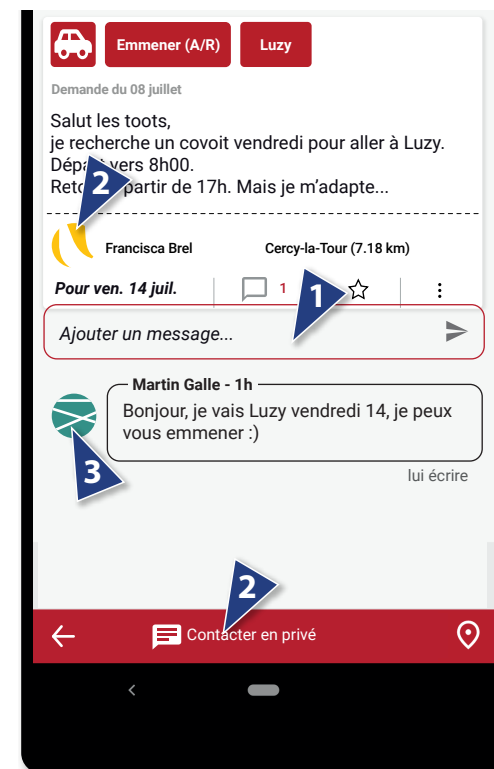 Emmener (A/R) Luzy
Demande du 08 juillet
Salut les toots,
je recherche un covoit vendredi pour aller à Luzy.
Départ vers 8h00.
2
Retour partir de 17h. Mais je m'adapte...
Francisca Brel Cercy-la-Tour (7.18 km)
Pour ven. 14 juil. 1
1
Ajouter un message...
Martin Galle - 1h
Bonjour, je vais Luzy vendredi 14, je peux
vous emmener :)
3
lui écrire
2
Contacter en privé